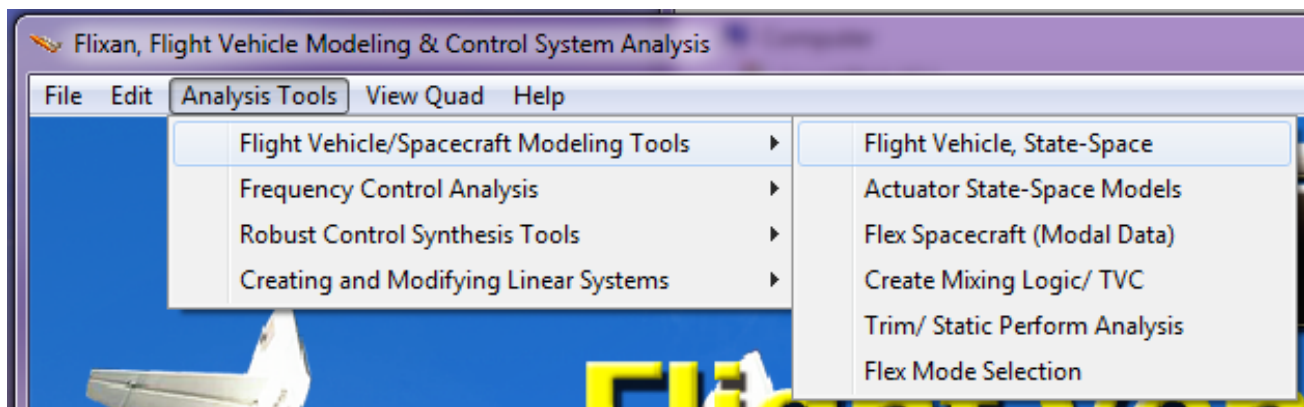 Flixan, Flight Vehicle Modeling & Control System Analysis
Computer
File Edit Analysis Tools View Quad Help
Flight Vehicle/Spacecraft Modeling Tools
Frequency Control Analysis
Robust Control Synthesis Tools
Creating and Modifying Linear Systems
Flight Vehicle, State-Space
Actuator State-Space Models
Flex Spacecraft (Modal Data)
Create Mixing Logic/ TVC
Trim/ Static Perform Analysis
Flex Mode Selection